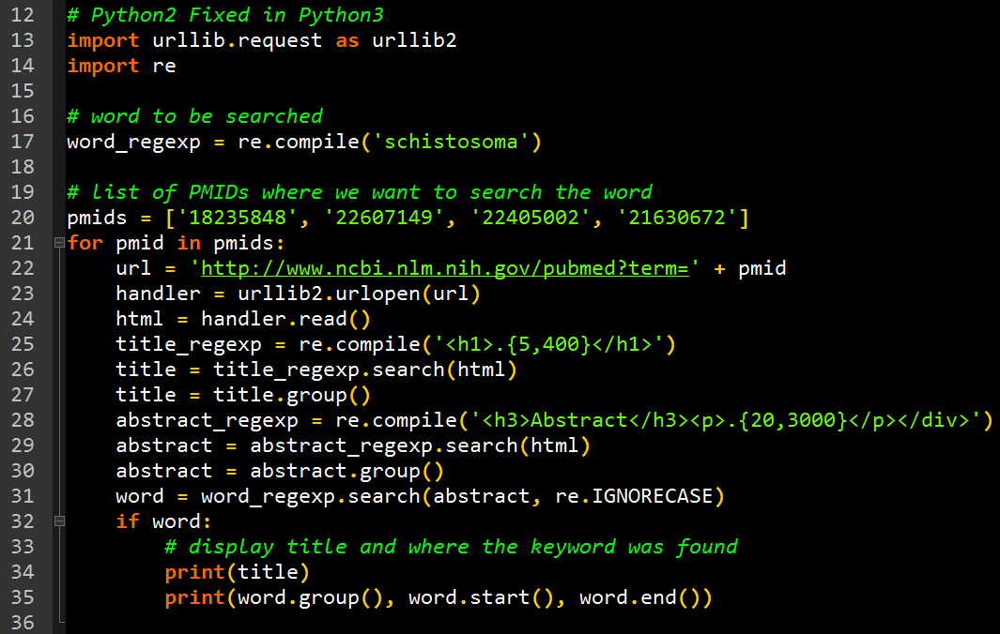 12 # Python2 Fixed in Python3
13 import urllib.request as urllib2
14 import re
15
16 # word to be searched
17 word_regexp = re.compile('schistosoma')
18
19 # list of PMIDs where we want to search the word
20 pmids = ['18235848', '22607149', '22405002', '21630672']
21 for pmid in pmids:
22     url = 'http://www.ncbi.nlm.nih.gov/pubmed?term=' + pmid
23     handler = urllib2.urlopen(url)
24     html = handler.read()
25     title_regexp = re.compile('<h1>.{5,400}</h1>')
26     title = title_regexp.search(html)
27     title = title.group()
28     abstract_regexp = re.compile('<h3>Abstract</h3><p>.{20,3000}</p></div>')
29     abstract = abstract_regexp.search(html)
30     abstract = abstract.group()
31     word = word_regexp.search(abstract, re.IGNORECASE)
32     if word:
33         # display title and where the keyword was found
34         print(title)
35         print(word.group(), word.start(), word.end())
36